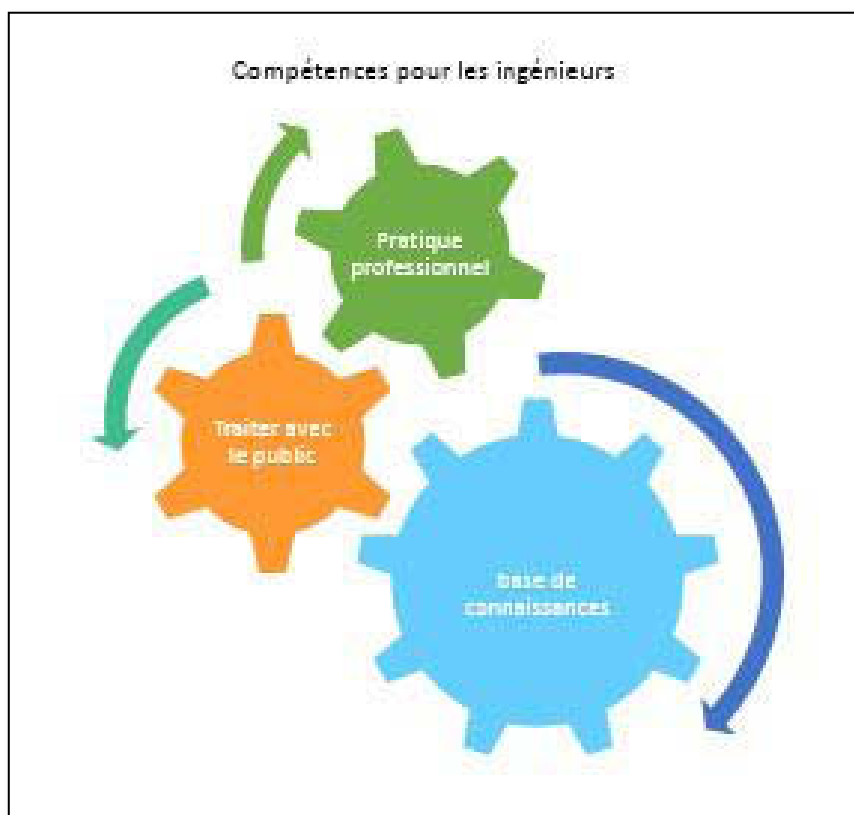 Compétences pour les ingénieurs
Pratique
professionnel
Traiter avec
le public
base de
connaissances